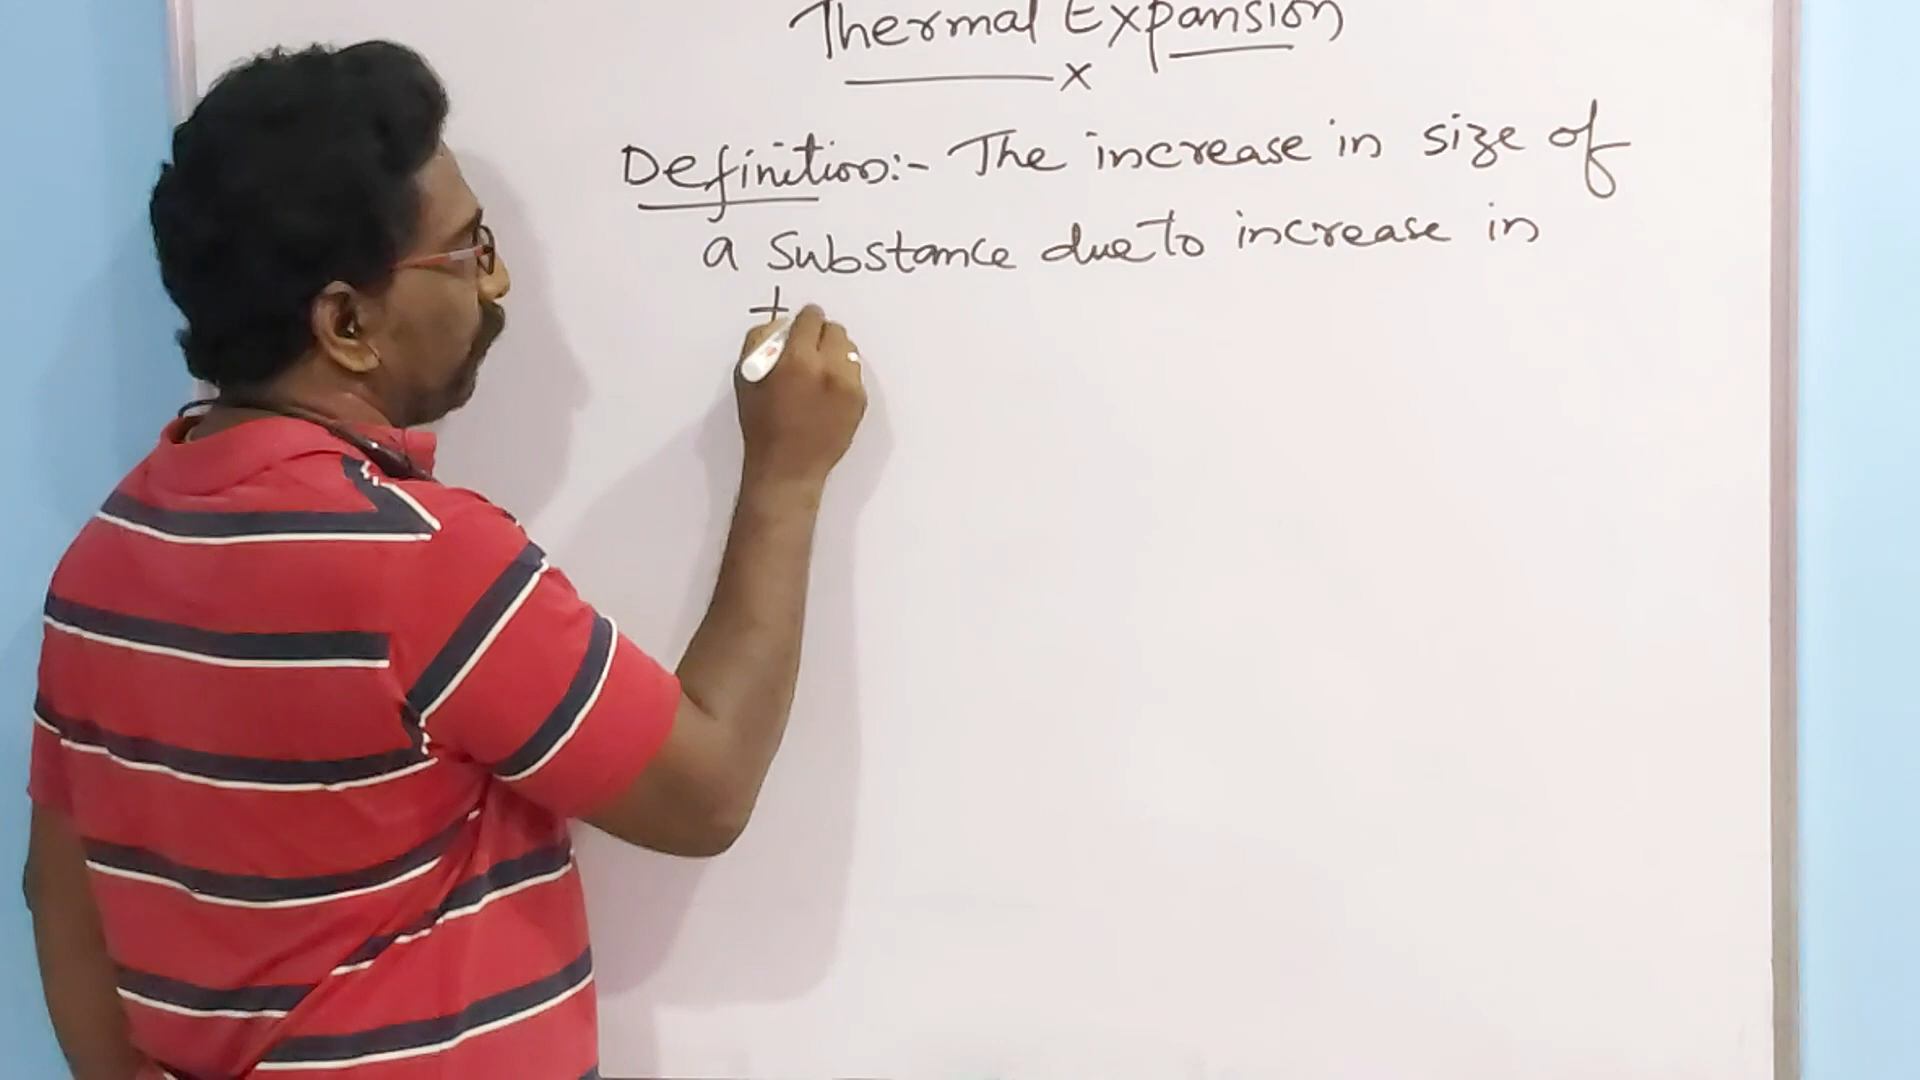 Thermal Expansion
x
Definition:- The increase in size of
a Substance due to increase in
t